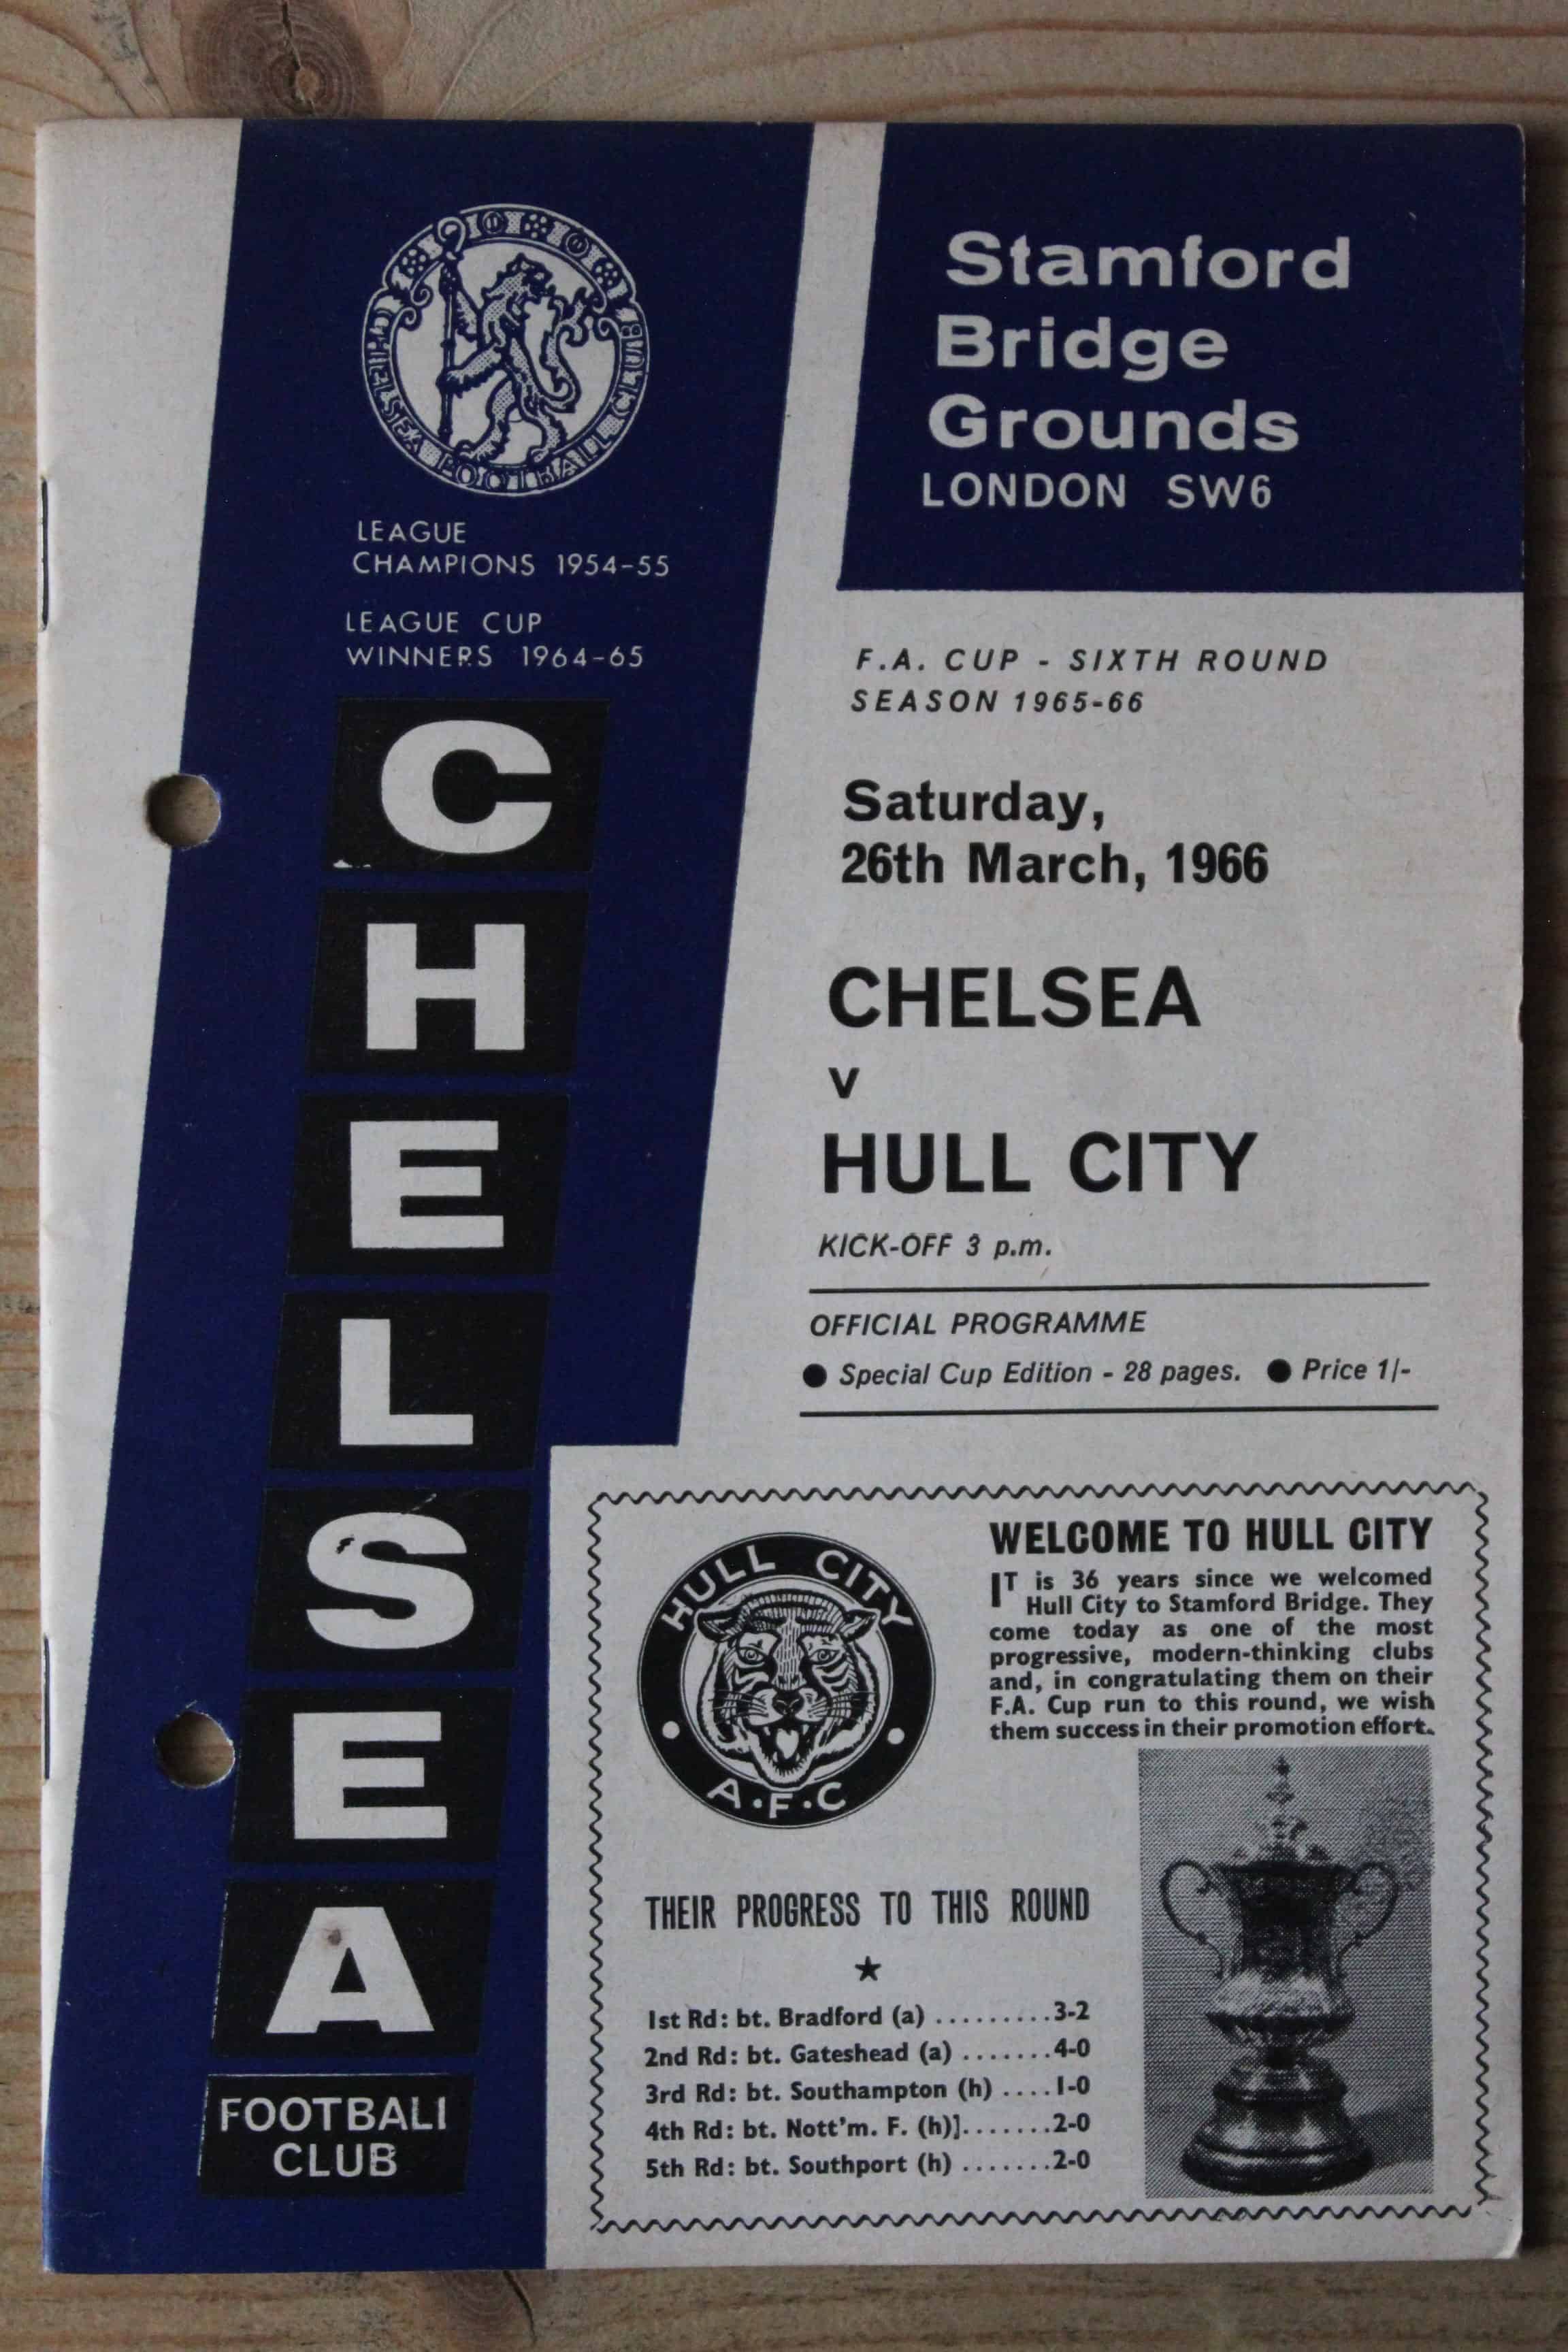 CHELSEA FOOTBALL CLUB
LEAGUE
CHAMPIONS 1954-55
LEAGUE CUP
WINNERS 1964-65
CHELSEA
FOOTBALL
CLUB
Stamford
Bridge
Grounds
LONDON SW6
F.A. CUP - SIXTH ROUND
SEASON 1965-66
Saturday,
26th March, 1966
CHELSEA
v
HULL CITY
KICK-OFF 3 p.m.
OFFICIAL PROGRAMME
● Special Cup Edition - 28 pages. ● Price 1/-
HULL CITY
A·F·C
WELCOME TO HULL CITY
IT is 36 years since we welcomed
Hull City to Stamford Bridge. They
come today as one of the most
progressive, modern-thinking clubs
and, in congratulating them on their
F.A. Cup run to this round, we wish
them success in their promotion effort.
THEIR PROGRESS TO THIS ROUND
★
1st Rd: bt. Bradford (a) .........3-2
2nd Rd: bt. Gateshead (a) .......4-0
3rd Rd: bt. Southampton (h) ....1-0
4th Rd: bt. Nott'm. F. (h)].......2-0
5th Rd: bt. Southport (h) .......2-0